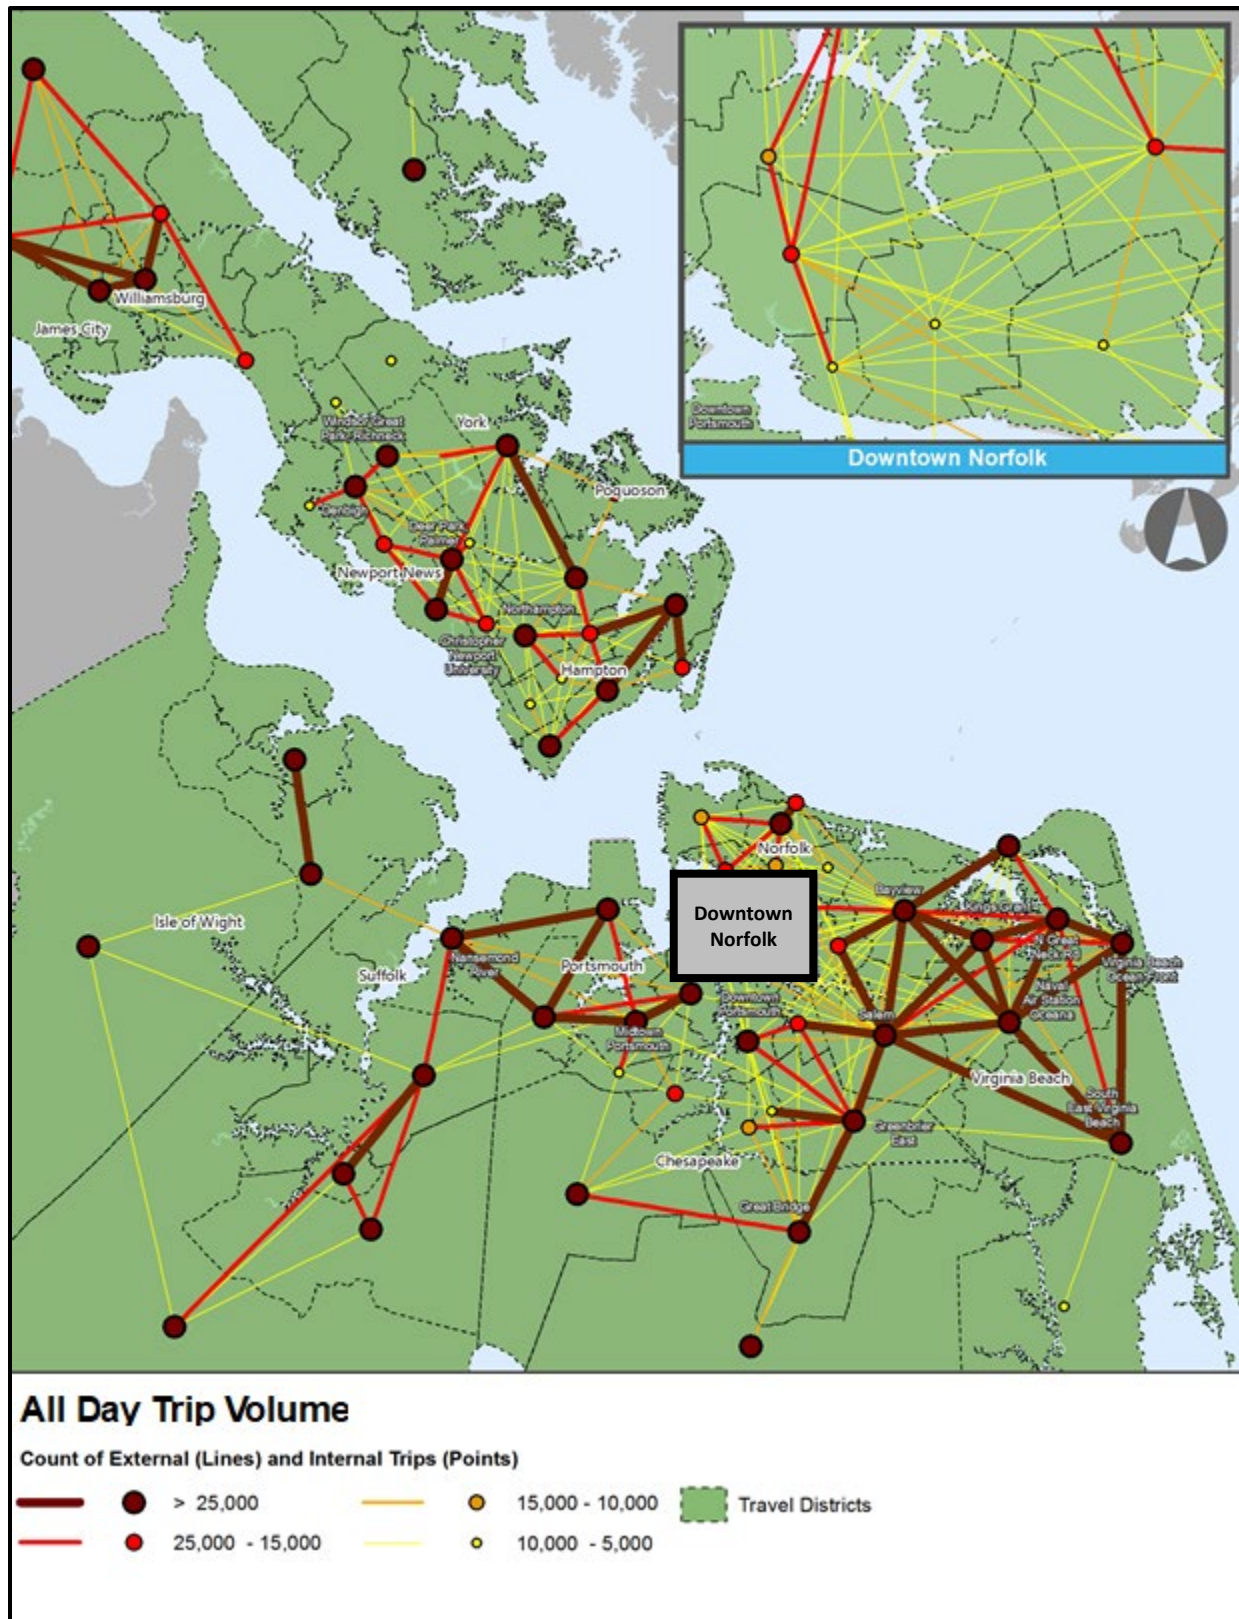 Downtown
Portsmouth
Downtown Norfolk
Williamsburg
James City
Windsor Great
Park- Richneck
York
Poquoson
Denbigh
Deer Park,
Palmer
Newport News
Northampton
Christopher
Newport
University
Hampton
Norfolk
Downtown
Norfolk
Bayview
Kings Grant
N Great
Neck Rd
Virginia Beach
Ocean Front
Isle of Wight
Nansemond
River
Suffolk
Portsmouth
Downtown
Portsmouth
Midtown
Portsmouth
Salem
Naval
Air Station
Oceana
Virginia Beach
South
East Virginia
Beach
Greenbrier
East
Chesapeake
Great Bridge
All Day Trip Volume
Count of External (Lines) and Internal Trips (Points)
> 25,000
15,000 - 10,000
Travel Districts
25,000 - 15,000
10,000 - 5,000